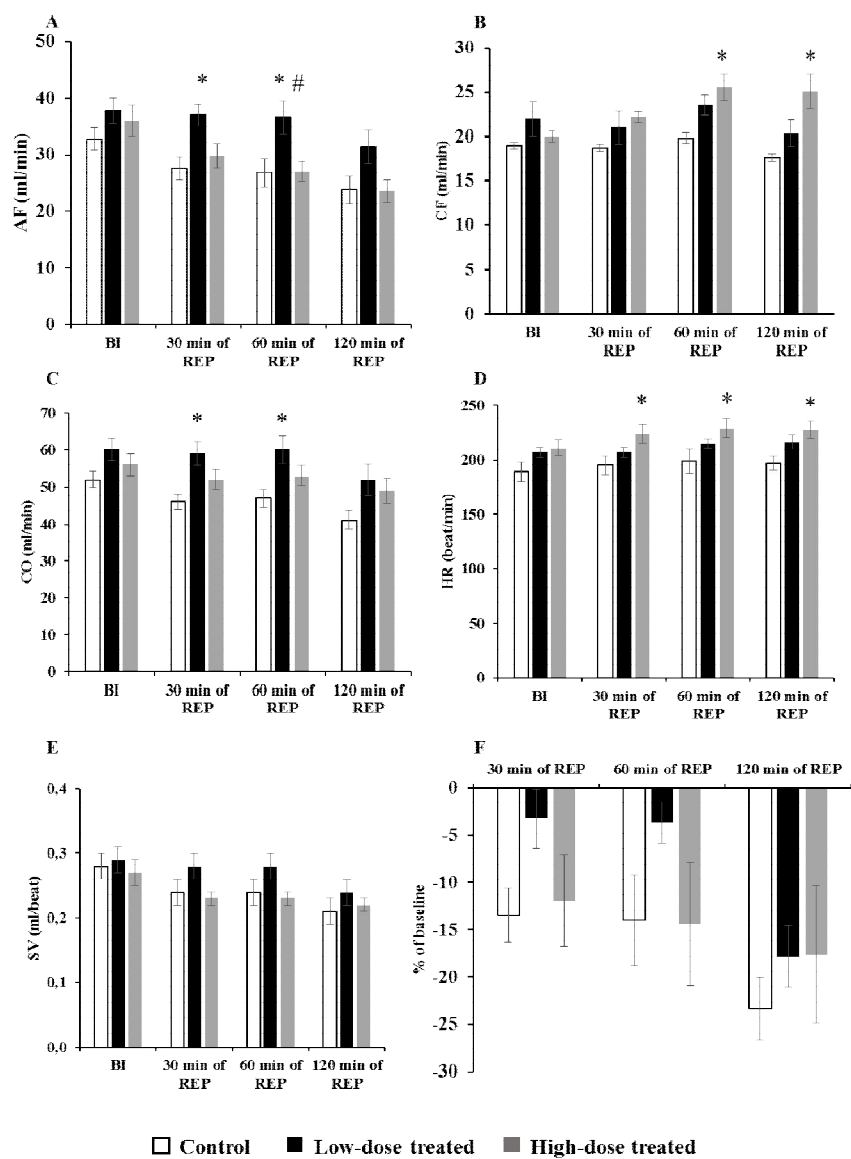 A
50
40
30
20
10
0
AF (ml/min)
*
* #
BI
30 min of
REP
60 min of
REP
120 min of
REP
B
30
25
20
15
10
5
0
CF (ml/min)
*
*
BI
30 min of
REP
60 min of
REP
120 min of
REP
C
70
60
50
40
30
20
10
0
CO (ml/min)
*
*
BI
30 min of
REP
60 min of
REP
120 min of
REP
D
250
200
150
100
50
0
HR (beat/min)
*
*
*
BI
30 min of
REP
60 min of
REP
120 min of
REP
E
0,4
0,3
0,2
0,1
0,0
SV (ml/beat)
BI
30 min of
REP
60 min of
REP
120 min of
REP
F
30 min of REP
60 min of REP
120 min of REP
0
-5
-10
-15
-20
-25
-30
% of baseline
Control
Low-dose treated
High-dose treated